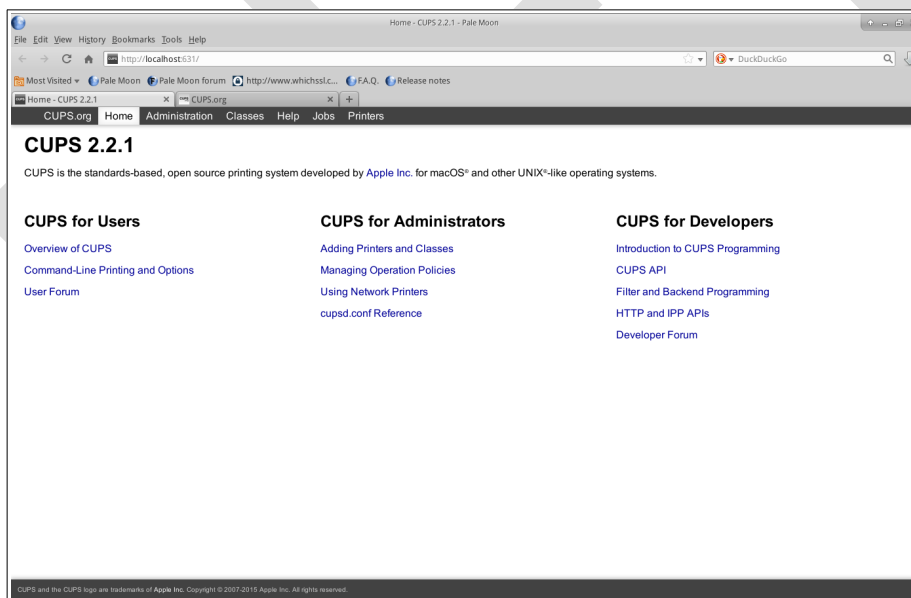 Home - CUPS 2.2.1 - Pale Moon
File Edit View History Bookmarks Tools Help
http://localhost:631/
DuckDuckGo
Most Visited Pale Moon Pale Moon forum http://www.whichssl.c... F.A.Q. Release notes
Home - CUPS 2.2.1 CUPS.org
CUPS.org Home Administration Classes Help Jobs Printers
CUPS 2.2.1
CUPS is the standards-based, open source printing system developed by Apple Inc. for macOS® and other UNIX®-like operating systems.
CUPS for Users
Overview of CUPS
Command-Line Printing and Options
User Forum
CUPS for Administrators
Adding Printers and Classes
Managing Operation Policies
Using Network Printers
cupsd.conf Reference
CUPS for Developers
Introduction to CUPS Programming
CUPS API
Filter and Backend Programming
HTTP and IPP APIs
Developer Forum
CUPS and the CUPS logo are trademarks of Apple Inc. Copyright © 2007-2015 Apple Inc. All rights reserved.